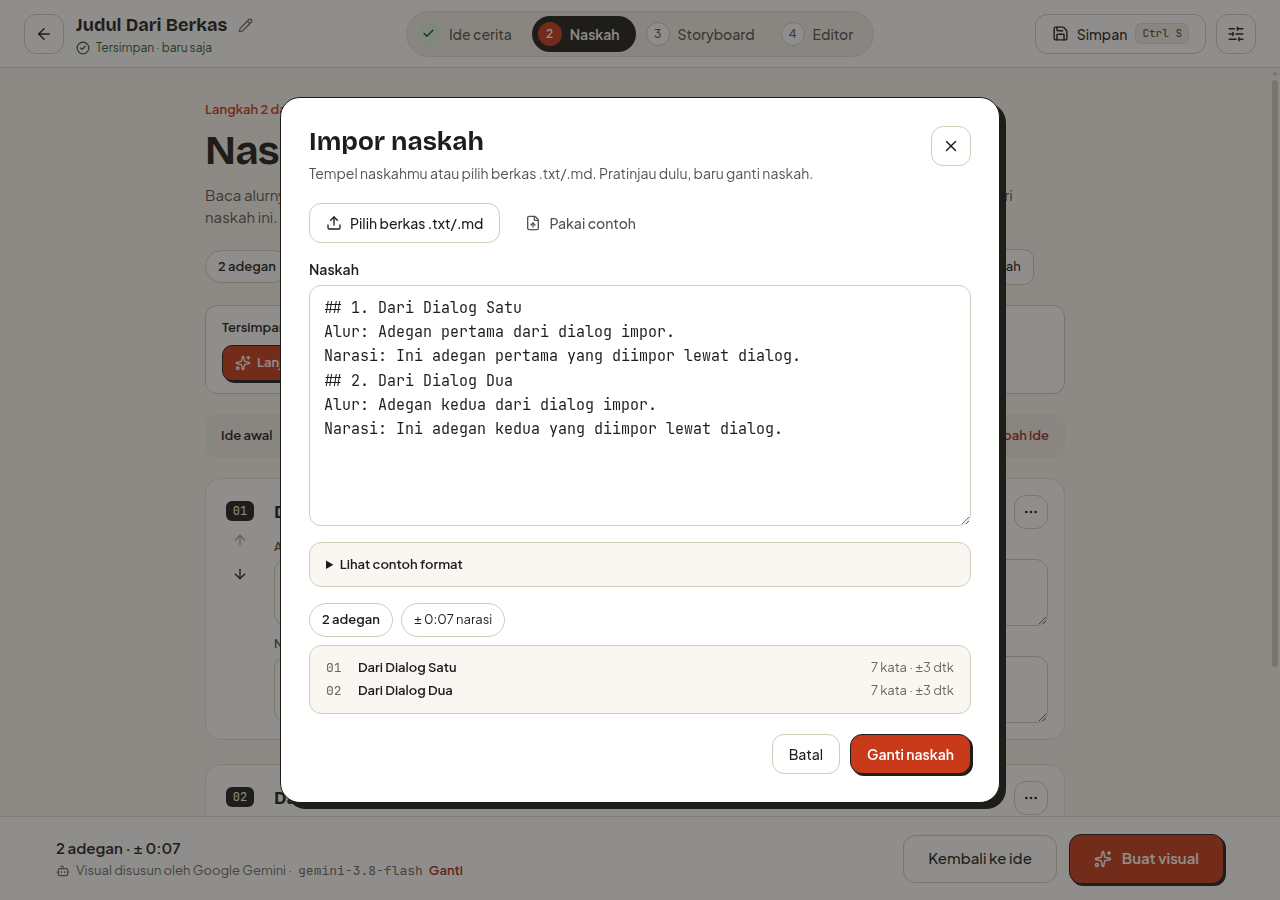 Judul Dari Berkas
Tersimpan · baru saja
Ide cerita
2 Naskah
3 Storyboard
4 Editor
Simpan Ctrl S
Langkah 2
Impor naskah
Tempel naskahmu atau pilih berkas .txt/.md. Pratinjau dulu, baru ganti naskah.
Baca
naskah ini.
Pilih berkas .txt/.md
Pakai contoh
2 adegan
Naskah
## 1. Dari Dialog Satu
Alur: Adegan pertama dari dialog impor.
Narasi: Ini adegan pertama yang diimpor lewat dialog.
## 2. Dari Dialog Dua
Alur: Adegan kedua dari dialog impor.
Narasi: Ini adegan kedua yang diimpor lewat dialog.
Ide awal
ide
01
Lihat contoh format
2 adegan
± 0:07 narasi
01 Dari Dialog Satu 7 kata · ±3 dtk
02 Dari Dialog Dua 7 kata · ±3 dtk
Batal
Ganti naskah
02
2 adegan · ± 0:07
Visual disusun oleh Google Gemini · gemini-3.8-flash Ganti
Kembali ke ide
Buat visual